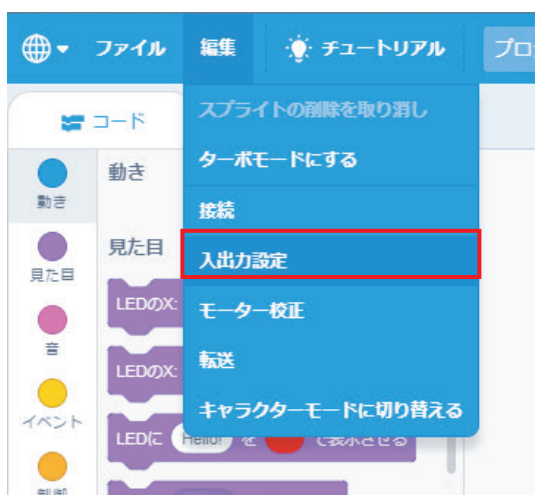 ファイル 編集 チュートリアル プロ
コード
スプライトの削除を取り消し
ターボモードにする
接続
入出力設定
モーター校正
転送
キャラクターモードに切り替える
動き
見た目
音
イベント
制御
動き
見た目
LEDのX:
LEDのX:
LEDに Hello! を で表示させる